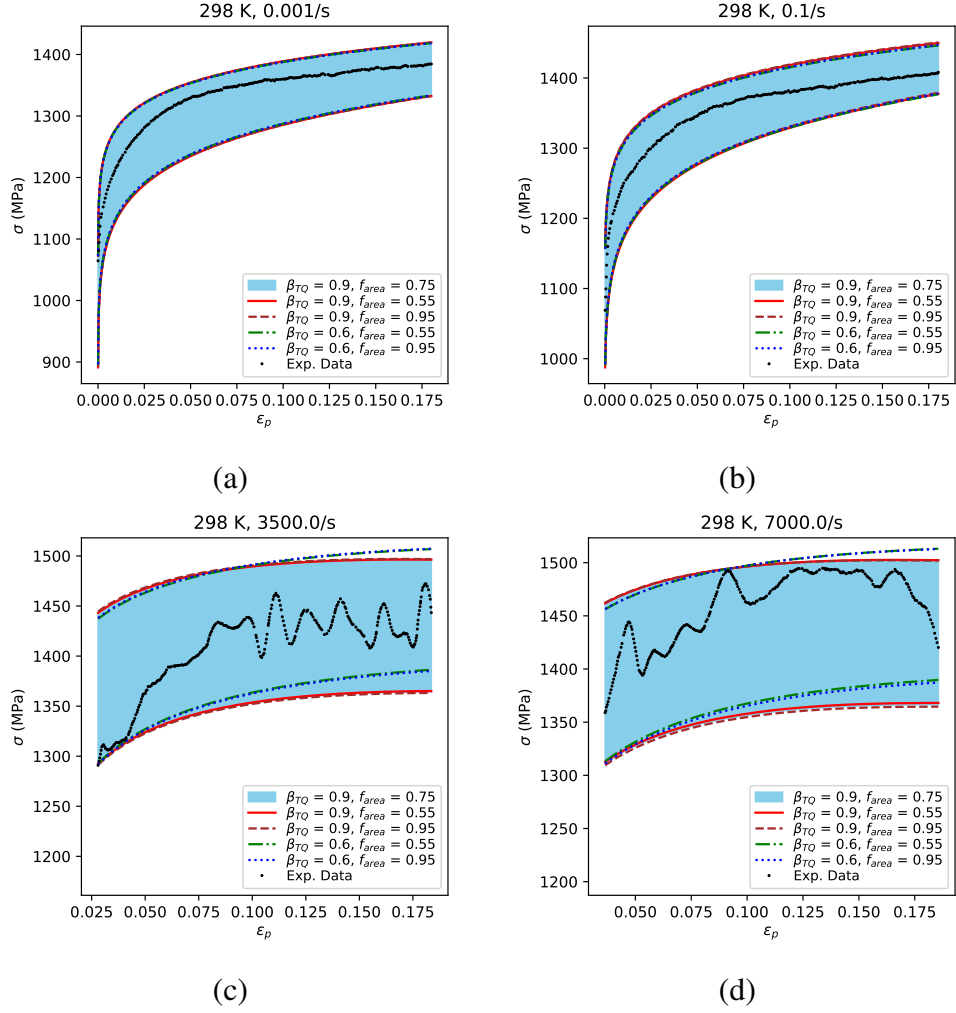 298 K, 0.001/s
σ (MPa)
1400
1300
1200
1100
1000
900
β_TQ = 0.9, f_area = 0.75
β_TQ = 0.9, f_area = 0.55
β_TQ = 0.9, f_area = 0.95
β_TQ = 0.6, f_area = 0.55
β_TQ = 0.6, f_area = 0.95
Exp. Data
0.000 0.025 0.050 0.075 0.100 0.125 0.150 0.175
ε_p
(a)
298 K, 0.1/s
σ (MPa)
1400
1300
1200
1100
1000
β_TQ = 0.9, f_area = 0.75
β_TQ = 0.9, f_area = 0.55
β_TQ = 0.9, f_area = 0.95
β_TQ = 0.6, f_area = 0.55
β_TQ = 0.6, f_area = 0.95
Exp. Data
0.000 0.025 0.050 0.075 0.100 0.125 0.150 0.175
ε_p
(b)
298 K, 3500.0/s
σ (MPa)
1500
1450
1400
1350
1300
1250
1200
β_TQ = 0.9, f_area = 0.75
β_TQ = 0.9, f_area = 0.55
β_TQ = 0.9, f_area = 0.95
β_TQ = 0.6, f_area = 0.55
β_TQ = 0.6, f_area = 0.95
Exp. Data
0.025 0.050 0.075 0.100 0.125 0.150 0.175
ε_p
(c)
298 K, 7000.0/s
σ (MPa)
1500
1450
1400
1350
1300
1250
1200
β_TQ = 0.9, f_area = 0.75
β_TQ = 0.9, f_area = 0.55
β_TQ = 0.9, f_area = 0.95
β_TQ = 0.6, f_area = 0.55
β_TQ = 0.6, f_area = 0.95
Exp. Data
0.050 0.075 0.100 0.125 0.150 0.175
ε_p
(d)